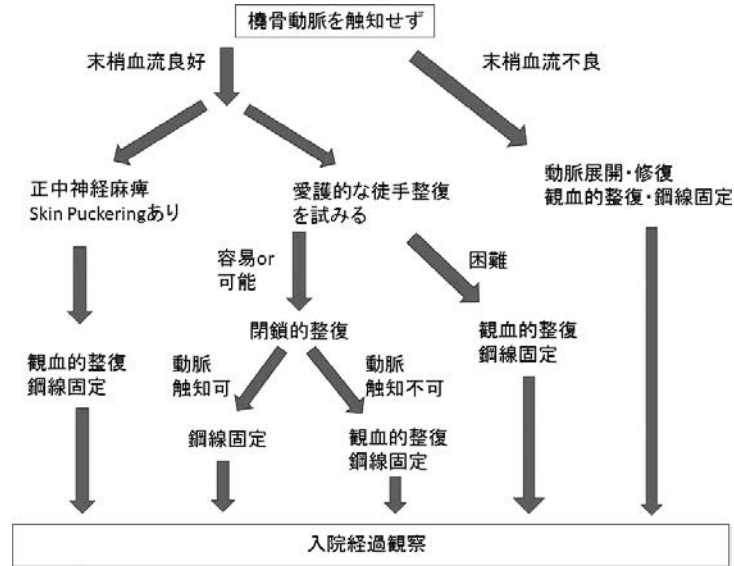 橈骨動脈を触知せず
末梢血流良好
末梢血流不良
正中神経麻痺
Skin Puckeringあり
愛護的な徒手整復
を試みる
動脈展開・修復
観血的整復・鋼線固定
容易or
可能
困難
閉鎖的整復
観血的整復
鋼線固定
動脈
触知可
動脈
触知不可
観血的整復
鋼線固定
鋼線固定
観血的整復
鋼線固定
入院経過観察